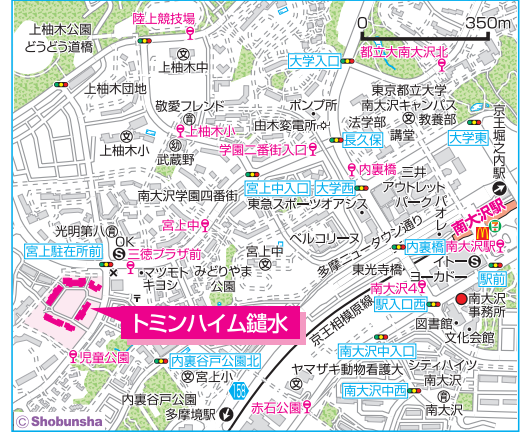 陸上競技場
0 350m
上柚木公園
どうどう道橋
文
上柚木中
大学入口
都立大南大沢北
上柚木団地
敬愛フレンド
ポンプ所
東京都立大学
南大沢キャンパス
法学部
文 教養部
講堂
京王堀之内駅
大学東
上柚木小
由木変電所
文
上柚木小
幼
武蔵野
学園二番街入口
長久保
内裏橋
三井
アウトレット
パーク
パオレ
南大沢学園四番街
宮上中入口
大学西
東急スポーツオアシス
南大沢駅
光明第八
宮上中
OK
S
三徳プラザ前
宮上駐在所前
ベルコリーヌ
多摩ニュータウン通り
内裏橋
南大沢駅
宮上中
文
マツモト
キヨシ
みどりやま
公園
東光寺橋
イトー
ヨーカドー
S
駅前
南大沢4
駅入口西
南大沢
事務所
トミンハイム鑓水
京王相模原線
図書館
文化会館
児童公園
内裏谷戸公園北
南大沢中入口
文
宮上小
158
ヤマザキ動物看護大
文
シティハイツ
南大沢
内裏谷戸公園
多摩境駅
赤石公園
南大沢中西
南大沢
© Shobunsha